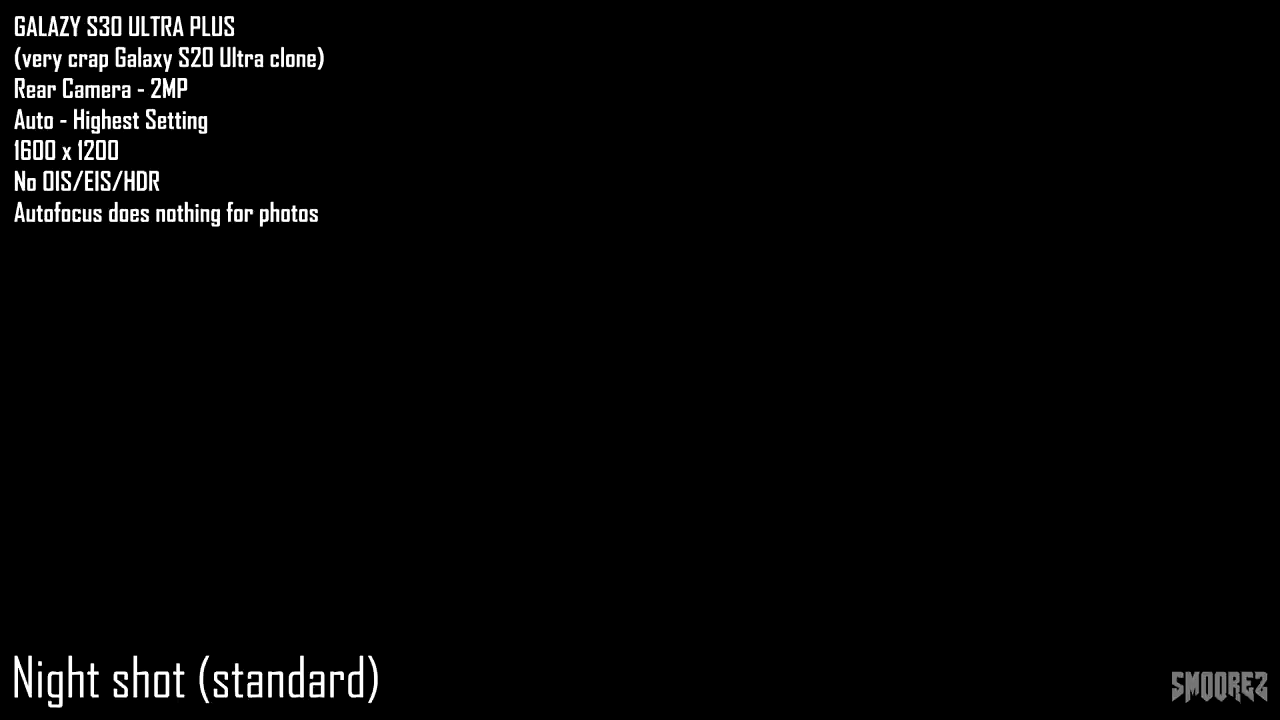 GALAZY S30 ULTRA PLUS
(very crap Galaxy S20 Ultra clone)
Rear Camera - 2MP
Auto - Highest Setting
1600 x 1200
No OIS/EIS/HDR
Autofocus does nothing for photos
Night shot (standard)
SMOOREZ